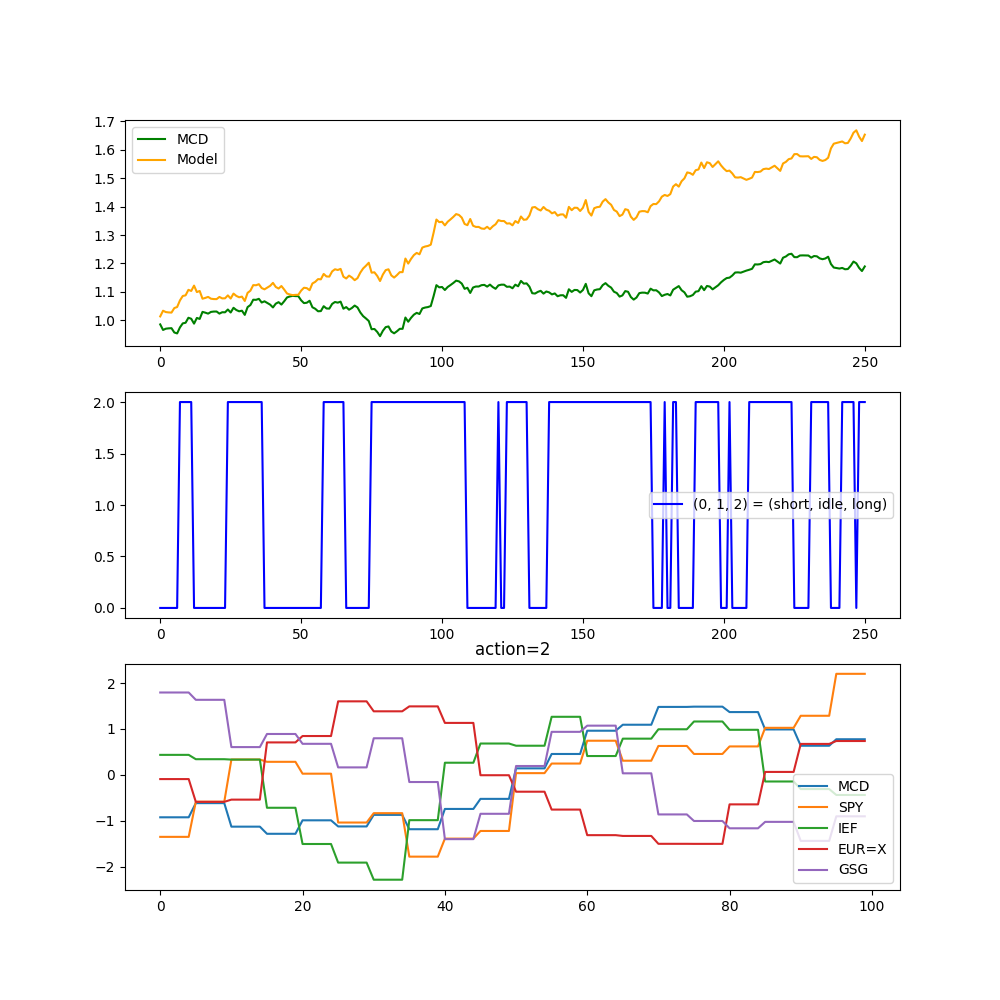 1.7
1.6
1.5
1.4
1.3
1.2
1.1
1.0
MCD
Model
0 50 100 150 200 250
2.0
1.5
1.0
0.5
0.0
(0, 1, 2) = (short, idle, long)
0 50 100 150 200 250
action=2
2
1
0
−1
−2
MCD
SPY
IEF
EUR=X
GSG
0 20 40 60 80 100